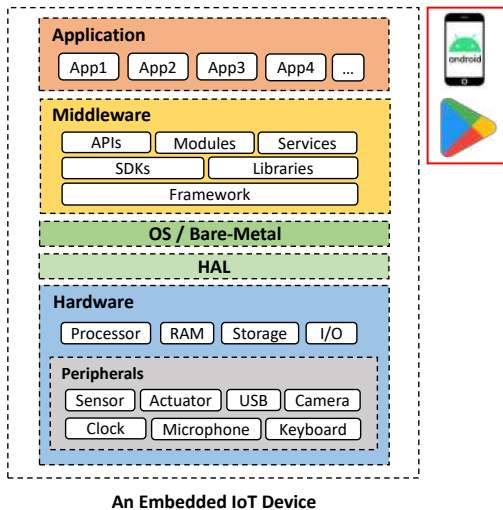 Application
App1 App2 App3 App4 ...
android
Middleware
APIs Modules Services
SDKs Libraries
Framework
OS / Bare-Metal
HAL
Hardware
Processor RAM Storage I/O
Peripherals
Sensor Actuator USB Camera
Clock Microphone Keyboard
An Embedded IoT Device